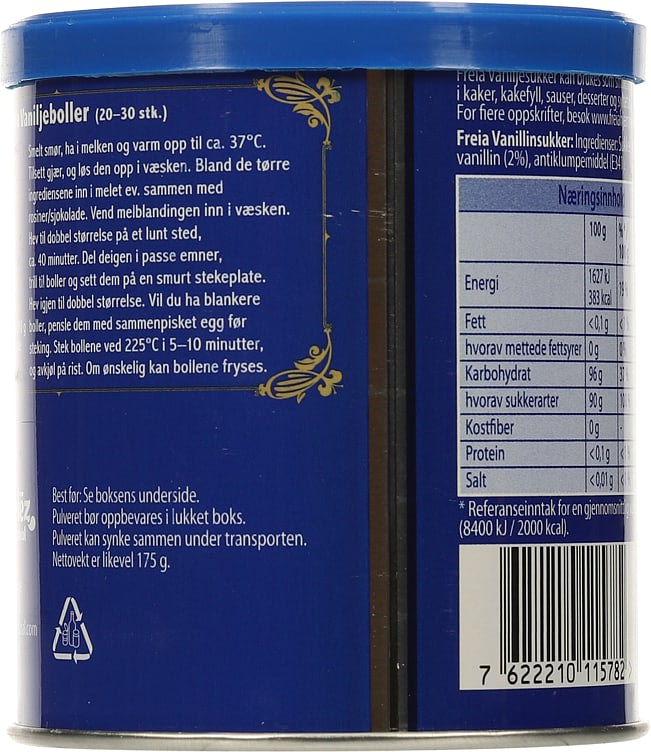 Vaniljeboller (20–30 stk.)
Smelt smør, ha i melken og varm opp til ca. 37°C.
Tilsett gjær, og løs den opp i væsken. Bland de tørre
ingrediensene inn i melet ev. sammen med
rosiner/sjokolade. Vend melblandingen inn i væsken.
Hev til dobbel størrelse på et lunt sted,
ca. 40 minutter. Del deigen i passe emner,
trill til boller og sett dem på en smurt stekeplate.
Hev igjen til dobbel størrelse. Vil du ha blankere
boller, pensle dem med sammenpisket egg før
steking. Stek bollene ved 225°C i 5–10 minutter,
og avkjøl på rist. Om ønskelig kan bollene fryses.
Best før: Se boksens underside.
Pulveret bør oppbevares i lukket boks.
Pulveret kan synke sammen under transporten.
Nettovekt er likevel 175 g.
Freia Vaniljesukker kan brukes som
i kaker, kakefyll, sauser, desserter og
For fiere oppskrifter, besøk
Freia Vanillinsukker: Ingredienser:
vanillin (2%), antiklumpemiddel (E341
Næringsinnhold
100 g %
Energi 1627 kJ
383 kcal
Fett <0,1 g <
hvorav mettede fettsyrer 0 g
Karbohydrat 96 g 37
hvorav sukkerarter 90 g
Kostfiber 0 g -
Protein <0,1 g <
Salt <0,01 g <
* Referanseinntak for en gjennomsnittlig
(8400 kJ / 2000 kcal).
7 622210 115782 >